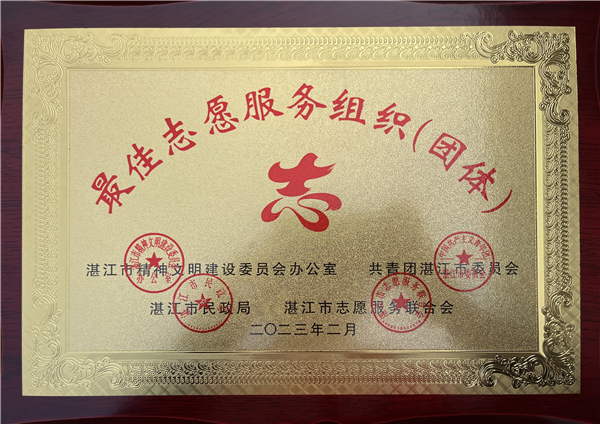 最佳志愿服务组织(团体)
志
湛江市精神文明建设委员会办公室 共青团湛江市委员会
湛江市民政局 湛江市志愿服务联合会
二〇二三年二月